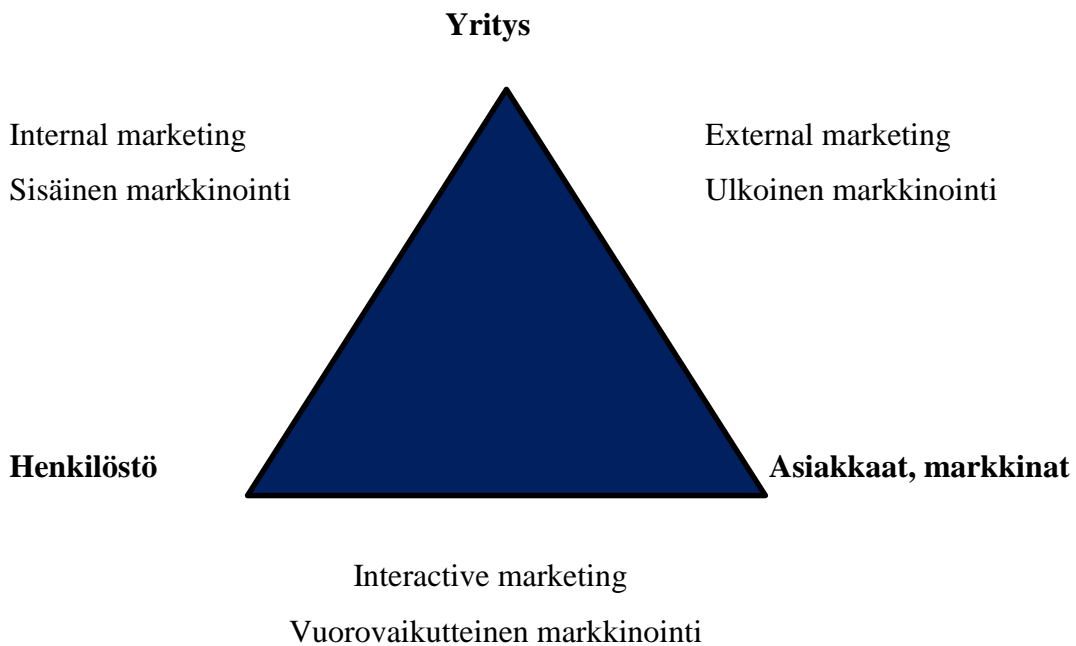 Yritys
Internal marketing
Sisäinen markkinointi
External marketing
Ulkoinen markkinointi
Henkilöstö
Asiakkaat, markkinat
Interactive marketing
Vuorovaikutteinen markkinointi